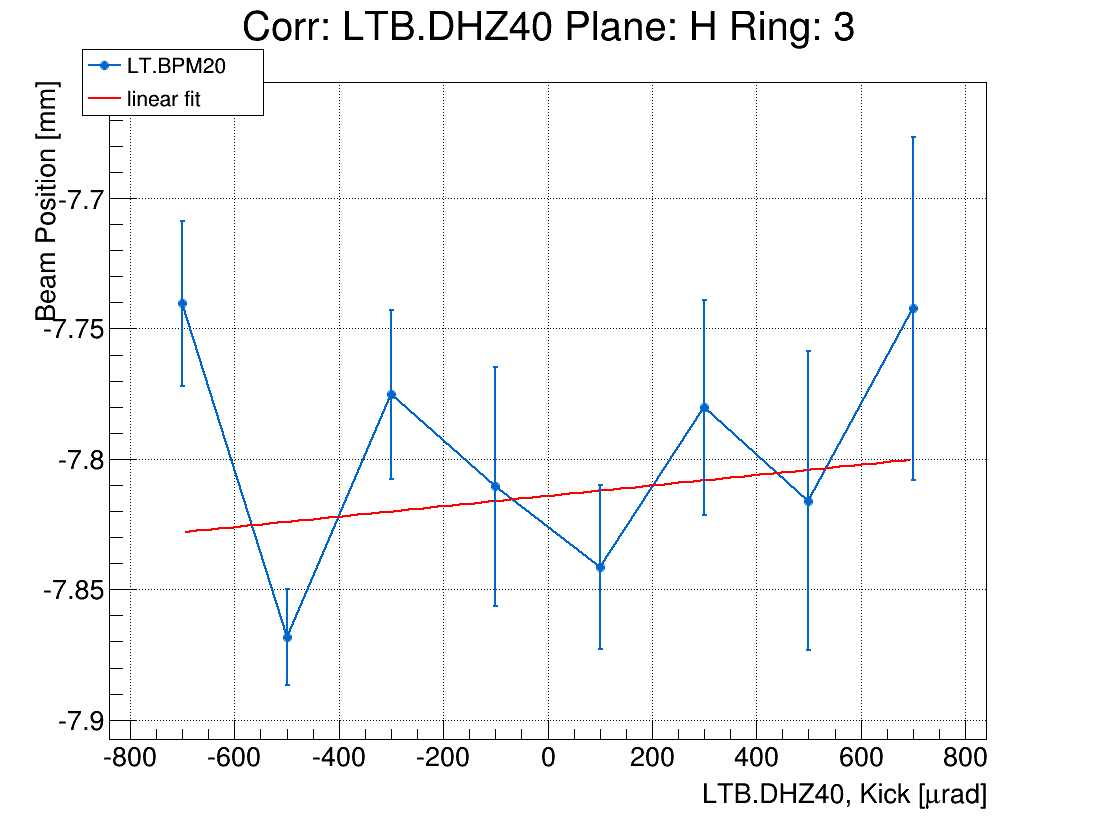 Corr: LTB.DHZ40 Plane: H Ring: 3
LT.BPM20
linear fit
Beam Position [mm]
-7.7
-7.75
-7.8
-7.85
-7.9
-800 -600 -400 -200 0 200 400 600 800
LTB.DHZ40, Kick [μrad]